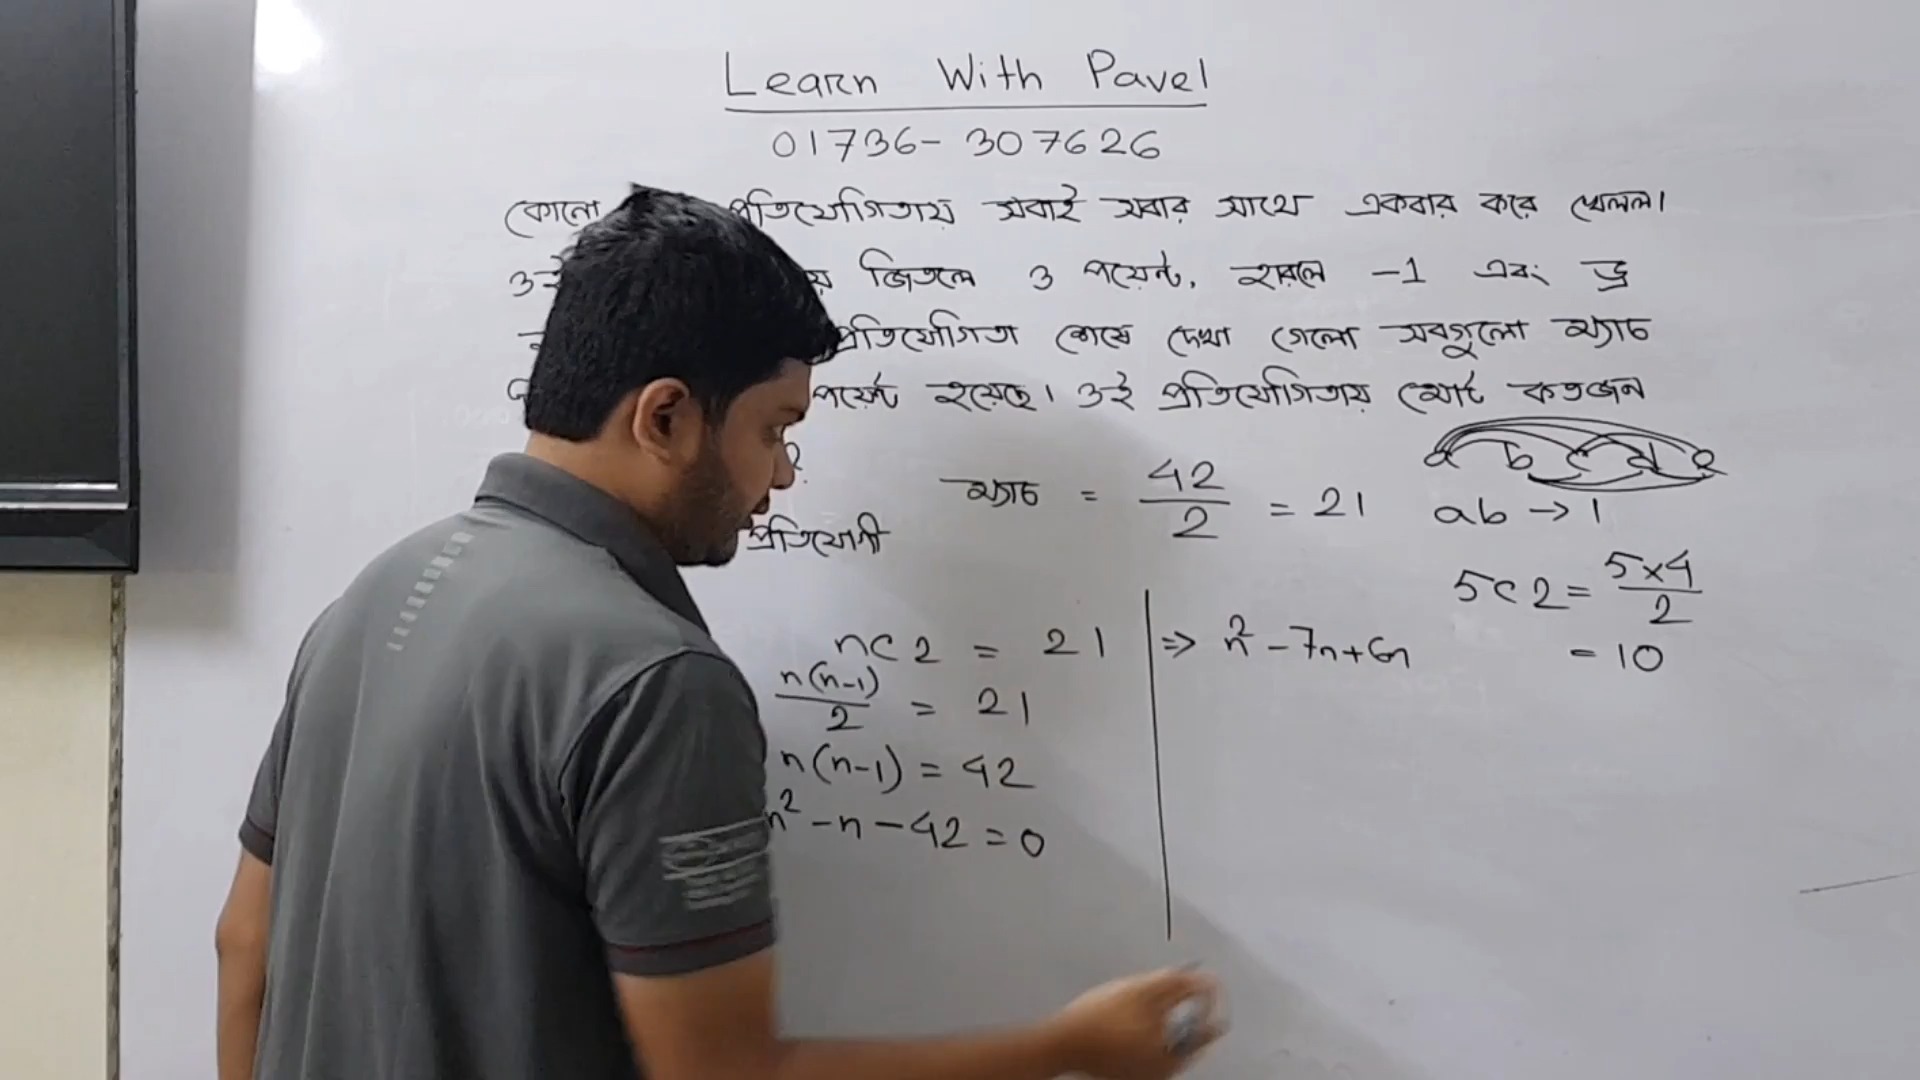 Learn With Pavel
01736-307626
কোনো প্রতিযোগিতায় সবাই সবার সাথে একবার করে খেলল।
ওই জিতলে 3 পয়েন্ট, হারলে -1 এবং ড্র
প্রতিযোগিতা শেষে দেখা গেলো সবগুলো ম্যাচ
পয়েন্ট হয়েছে। ওই প্রতিযোগিতায় মোট কতজন
a b c d e
ম্যাচ = 42/2 = 21
ab → 1
প্রতিযোগী
5c2 = 5×4/2
= 10
nc2 = 21
n(n-1)/2 = 21
n(n-1) = 42
n² - n - 42 = 0
⇒ n² - 7n + 6n